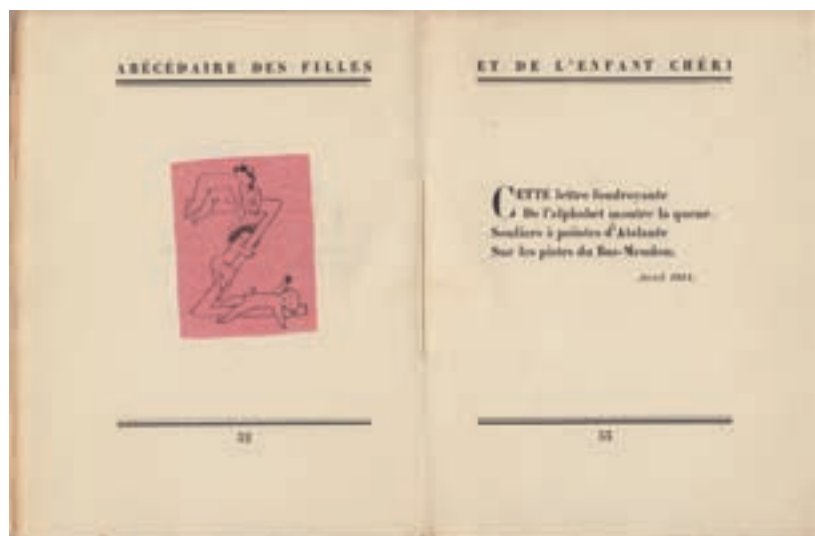 ABÉCÉDAIRE DES FILLES
32
ET DE L'ENFANT CHÉRI
CETTE lettre foudroyante
De l'alphabet montre la queue.
Souliers à pointes d'Atalante
Sur les pistes du Bas-Meudon.